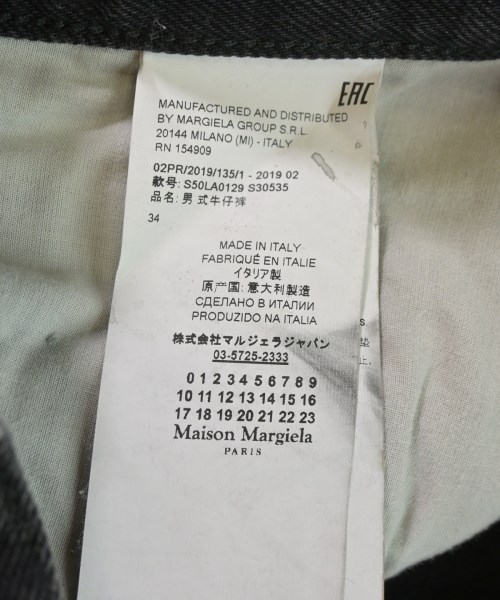 EAC
MANUFACTURED AND DISTRIBUTED
BY MARGIELA GROUP S.R.L.
20144 MILANO (MI) - ITALY
RN 154909
02PR/2019/135/1 - 2019 02
款号: S50LA0129 S30535
品名: 男 式牛仔裤
34
MADE IN ITALY
FABRIQUÉ EN ITALIE
イタリア製
原产国: 意大利製造
СДЕЛАНО В ИТАЛИИ
PRODUZIDO NA ITALIA
株式会社マルジェラジャパン
03-5725-2333
0 1 2 3 4 5 6 7 8 9
10 11 12 13 14 15 16
17 18 19 20 21 22 23
Maison Margiela
PARIS